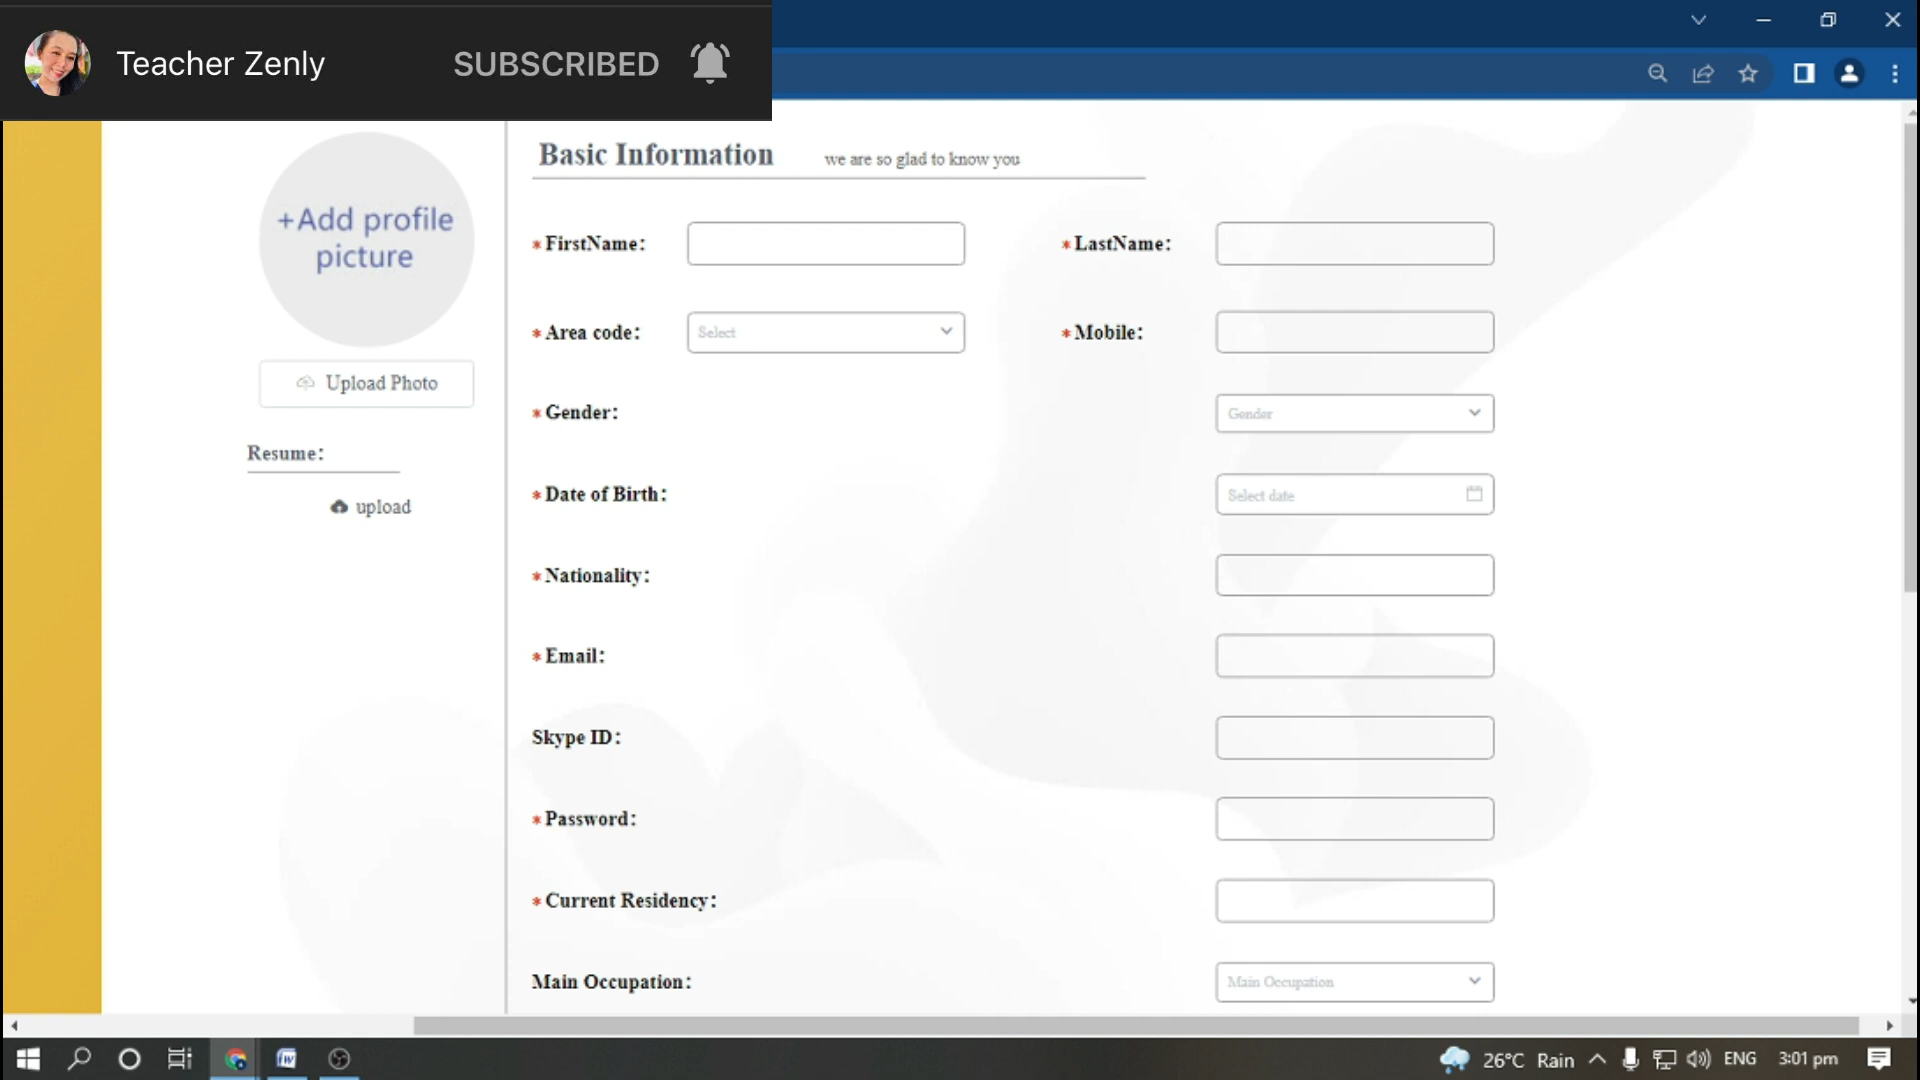 Teacher Zenly SUBSCRIBED
+Add profile
picture
Upload Photo
Resume:
upload
Basic Information we are so glad to know you
*FirstName: *LastName:
*Area code: Select *Mobile:
*Gender: Gender
*Date of Birth: Select date
*Nationality:
*Email:
Skype ID:
*Password:
*Current Residency:
Main Occupation: Main Occupation
26°C Rain ENG 3:01 pm